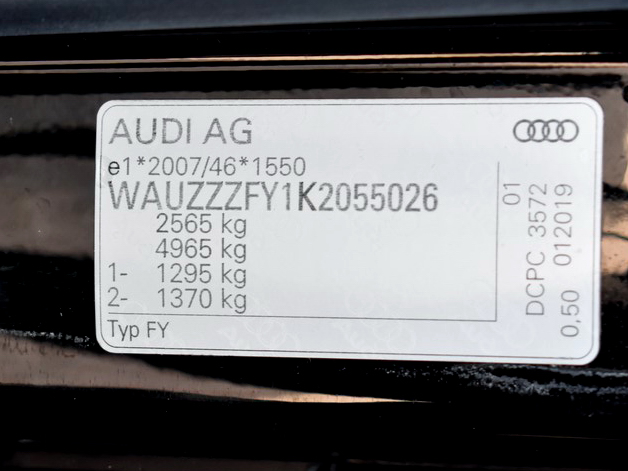 AUDI AG
e1*2007/46*1550
WAUZZZFY1K2055026
2565 kg
4965 kg
1- 1295 kg
2- 1370 kg
Typ FY
01
DCPC 3572
0,50 012019